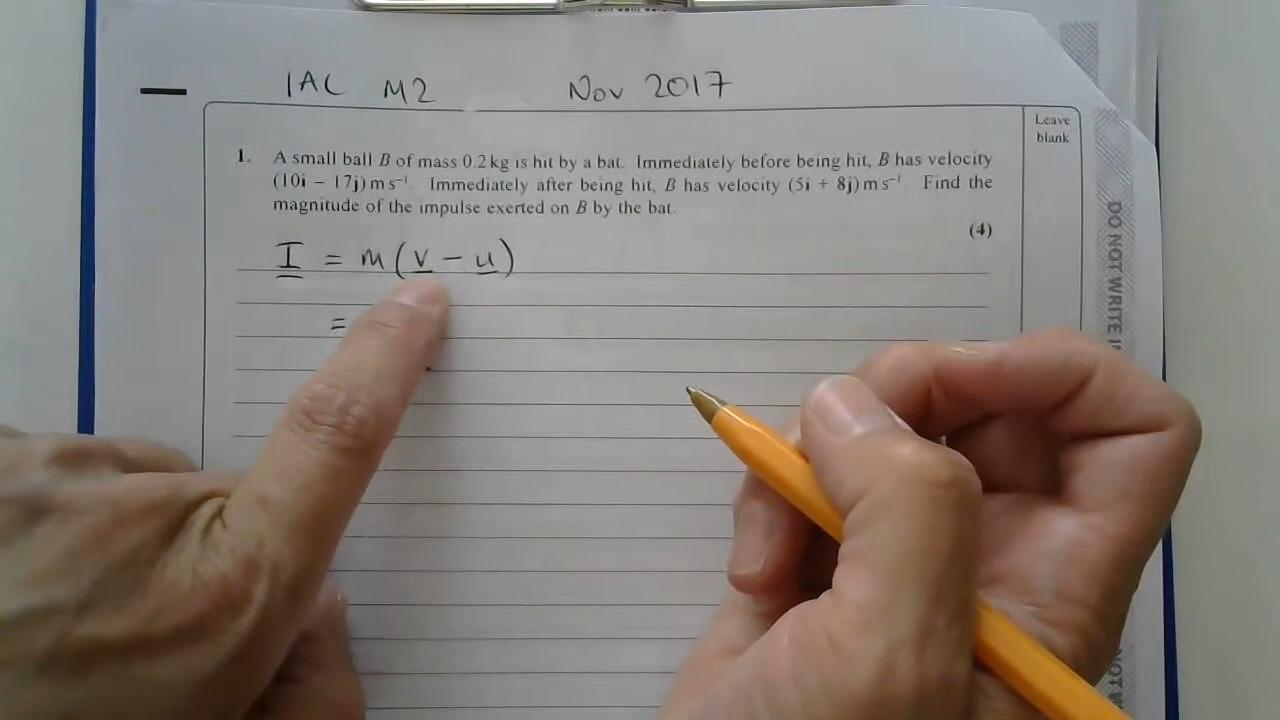 IAL M2 Nov 2017
Leave
blank
1. A small ball B of mass 0.2 kg is hit by a bat. Immediately before being hit, B has velocity
(10i – 17j) m s⁻¹. Immediately after being hit, B has velocity (5i + 8j) m s⁻¹. Find the
magnitude of the impulse exerted on B by the bat.
(4)
I = m(v – u)
=
DO NOT WRITE I